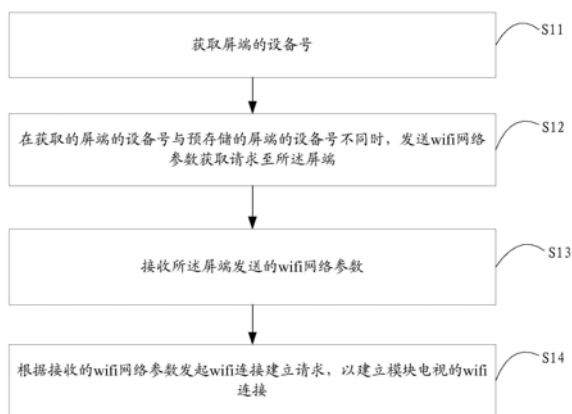 获取屏端的设备号
S11
在获取的屏端的设备号与预存储的屏端的设备号不同时，发送wifi网络
参数获取请求至所述屏端
S12
接收所述屏端发送的wifi网络参数
S13
根据接收的wifi网络参数发起wifi连接建立请求，以建立模块电视的wifi
连接
S14